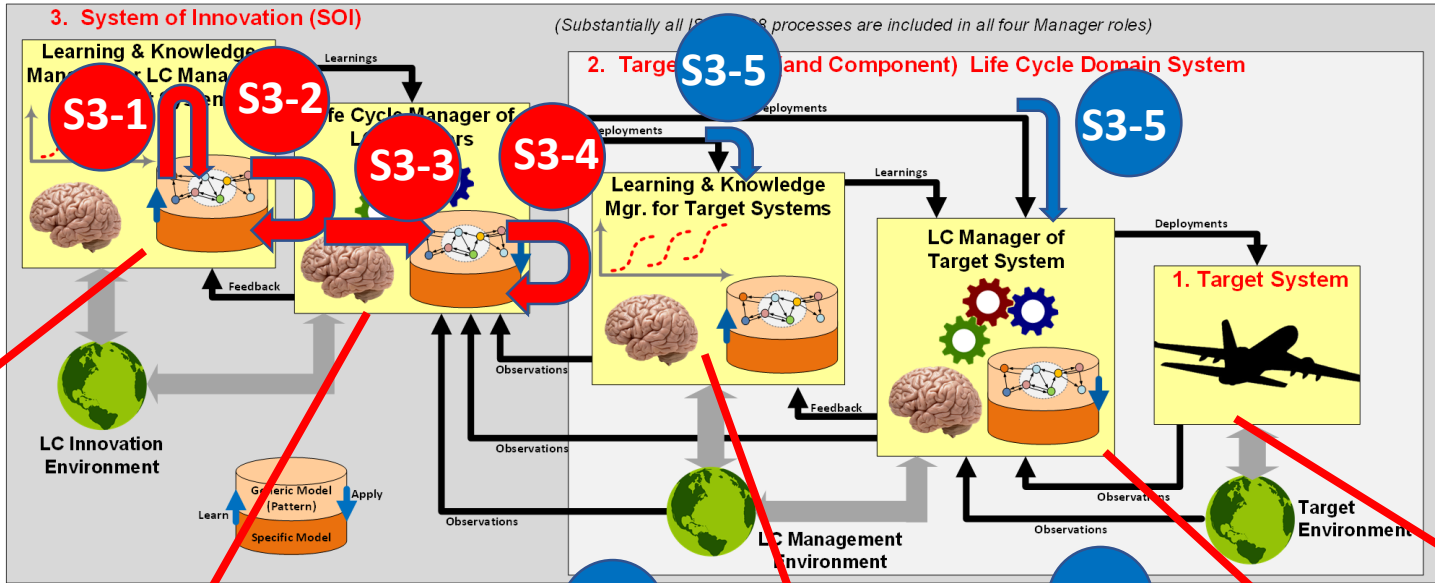 3. System of Innovation (SOI)
(Substantially all processes are included in all four Manager roles)
Learning & Knowledge
LC
S3-1
S3-2
Learnings
Life Cycle Manager of
S3-3
S3-4
2. (and Component) Life Cycle Domain System
S3-5
S3-5
Deployments
Deployments
Learning & Knowledge
Mgr. for Target Systems
Learnings
LC Manager of
Target System
Deployments
1. Target System
Feedback
Observations
Feedback
Observations
Observations
Observations
Observations
LC Innovation
Environment
Generic Model
(Pattern)
Specific Model
Learn
Apply
LC Management
Environment
Target
Environment